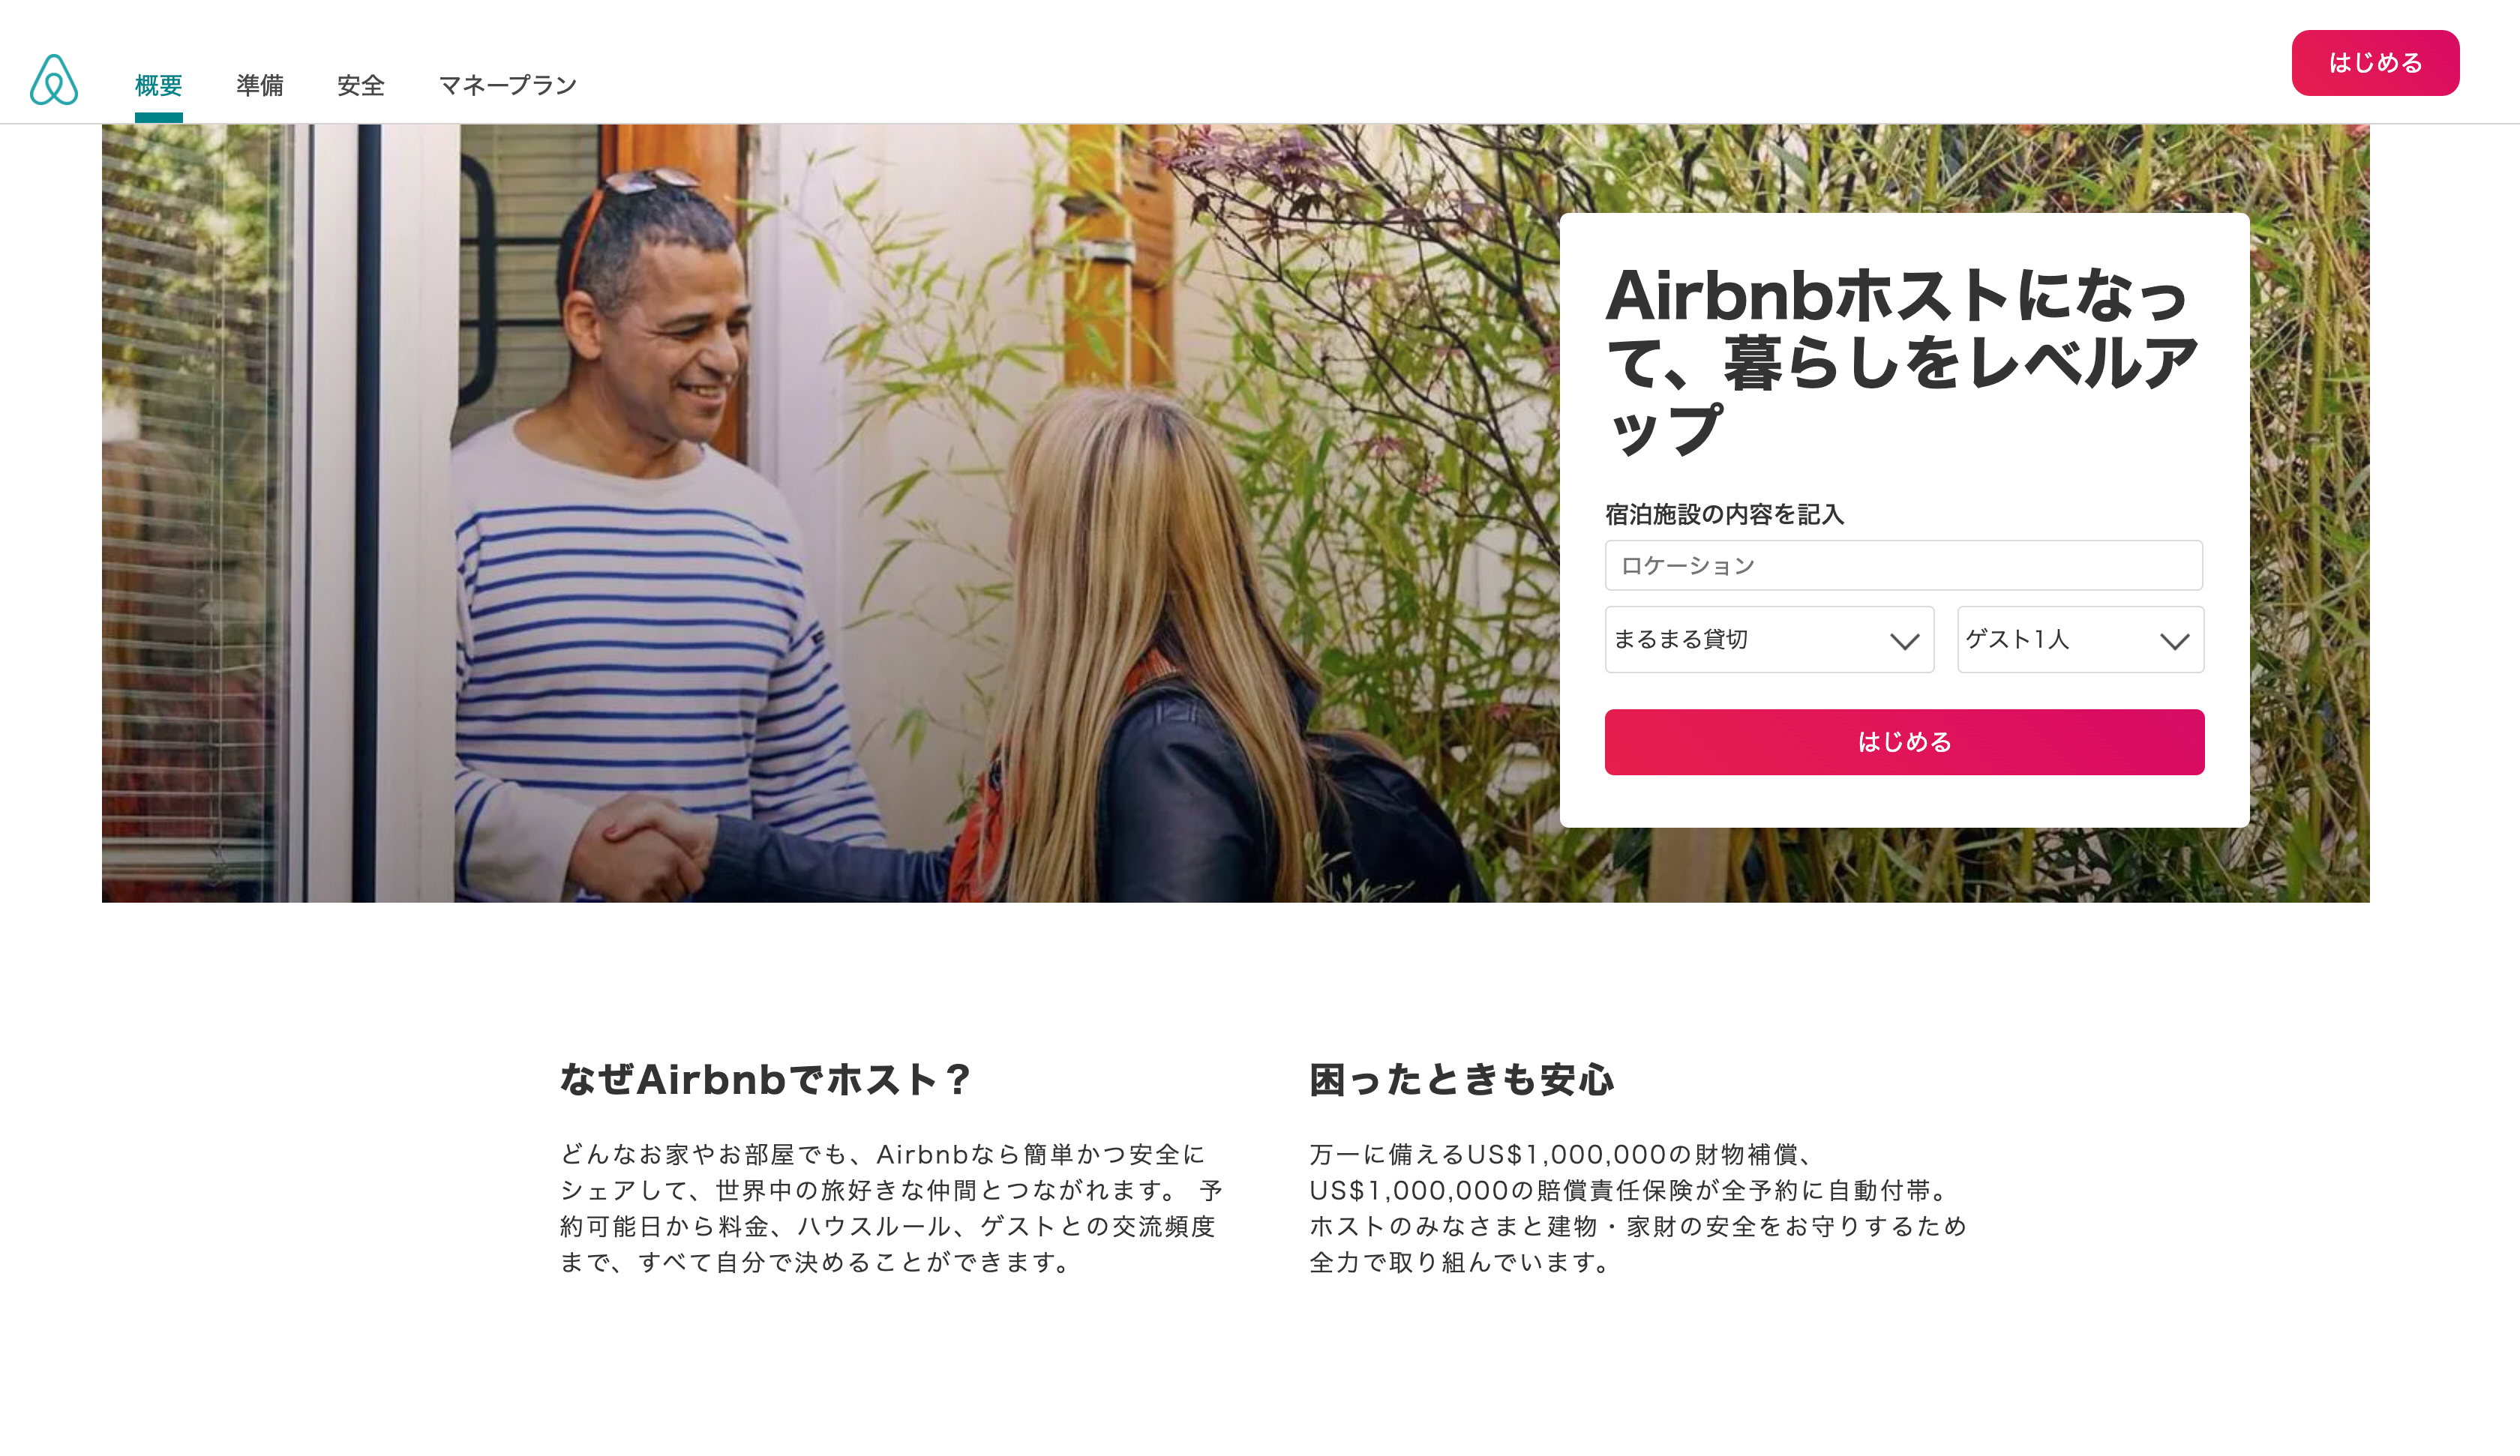 概要 準備 安全 マネープラン はじめる
Airbnbホストになっ
て、暮らしをレベルア
ップ
宿泊施設の内容を記入
ロケーション
まるまる貸切 ゲスト1人
はじめる
なぜAirbnbでホスト？
どんなお家やお部屋でも、Airbnbなら簡単かつ安全に
シェアして、世界中の旅好きな仲間とつながれます。 予
約可能日から料金、ハウスルール、ゲストとの交流頻度
まで、すべて自分で決めることができます。
困ったときも安心
万一に備えるUS$1,000,000の財物補償、
US$1,000,000の賠償責任保険が全予約に自動付帯。
ホストのみなさまと建物・家財の安全をお守りするため
全力で取り組んでいます。